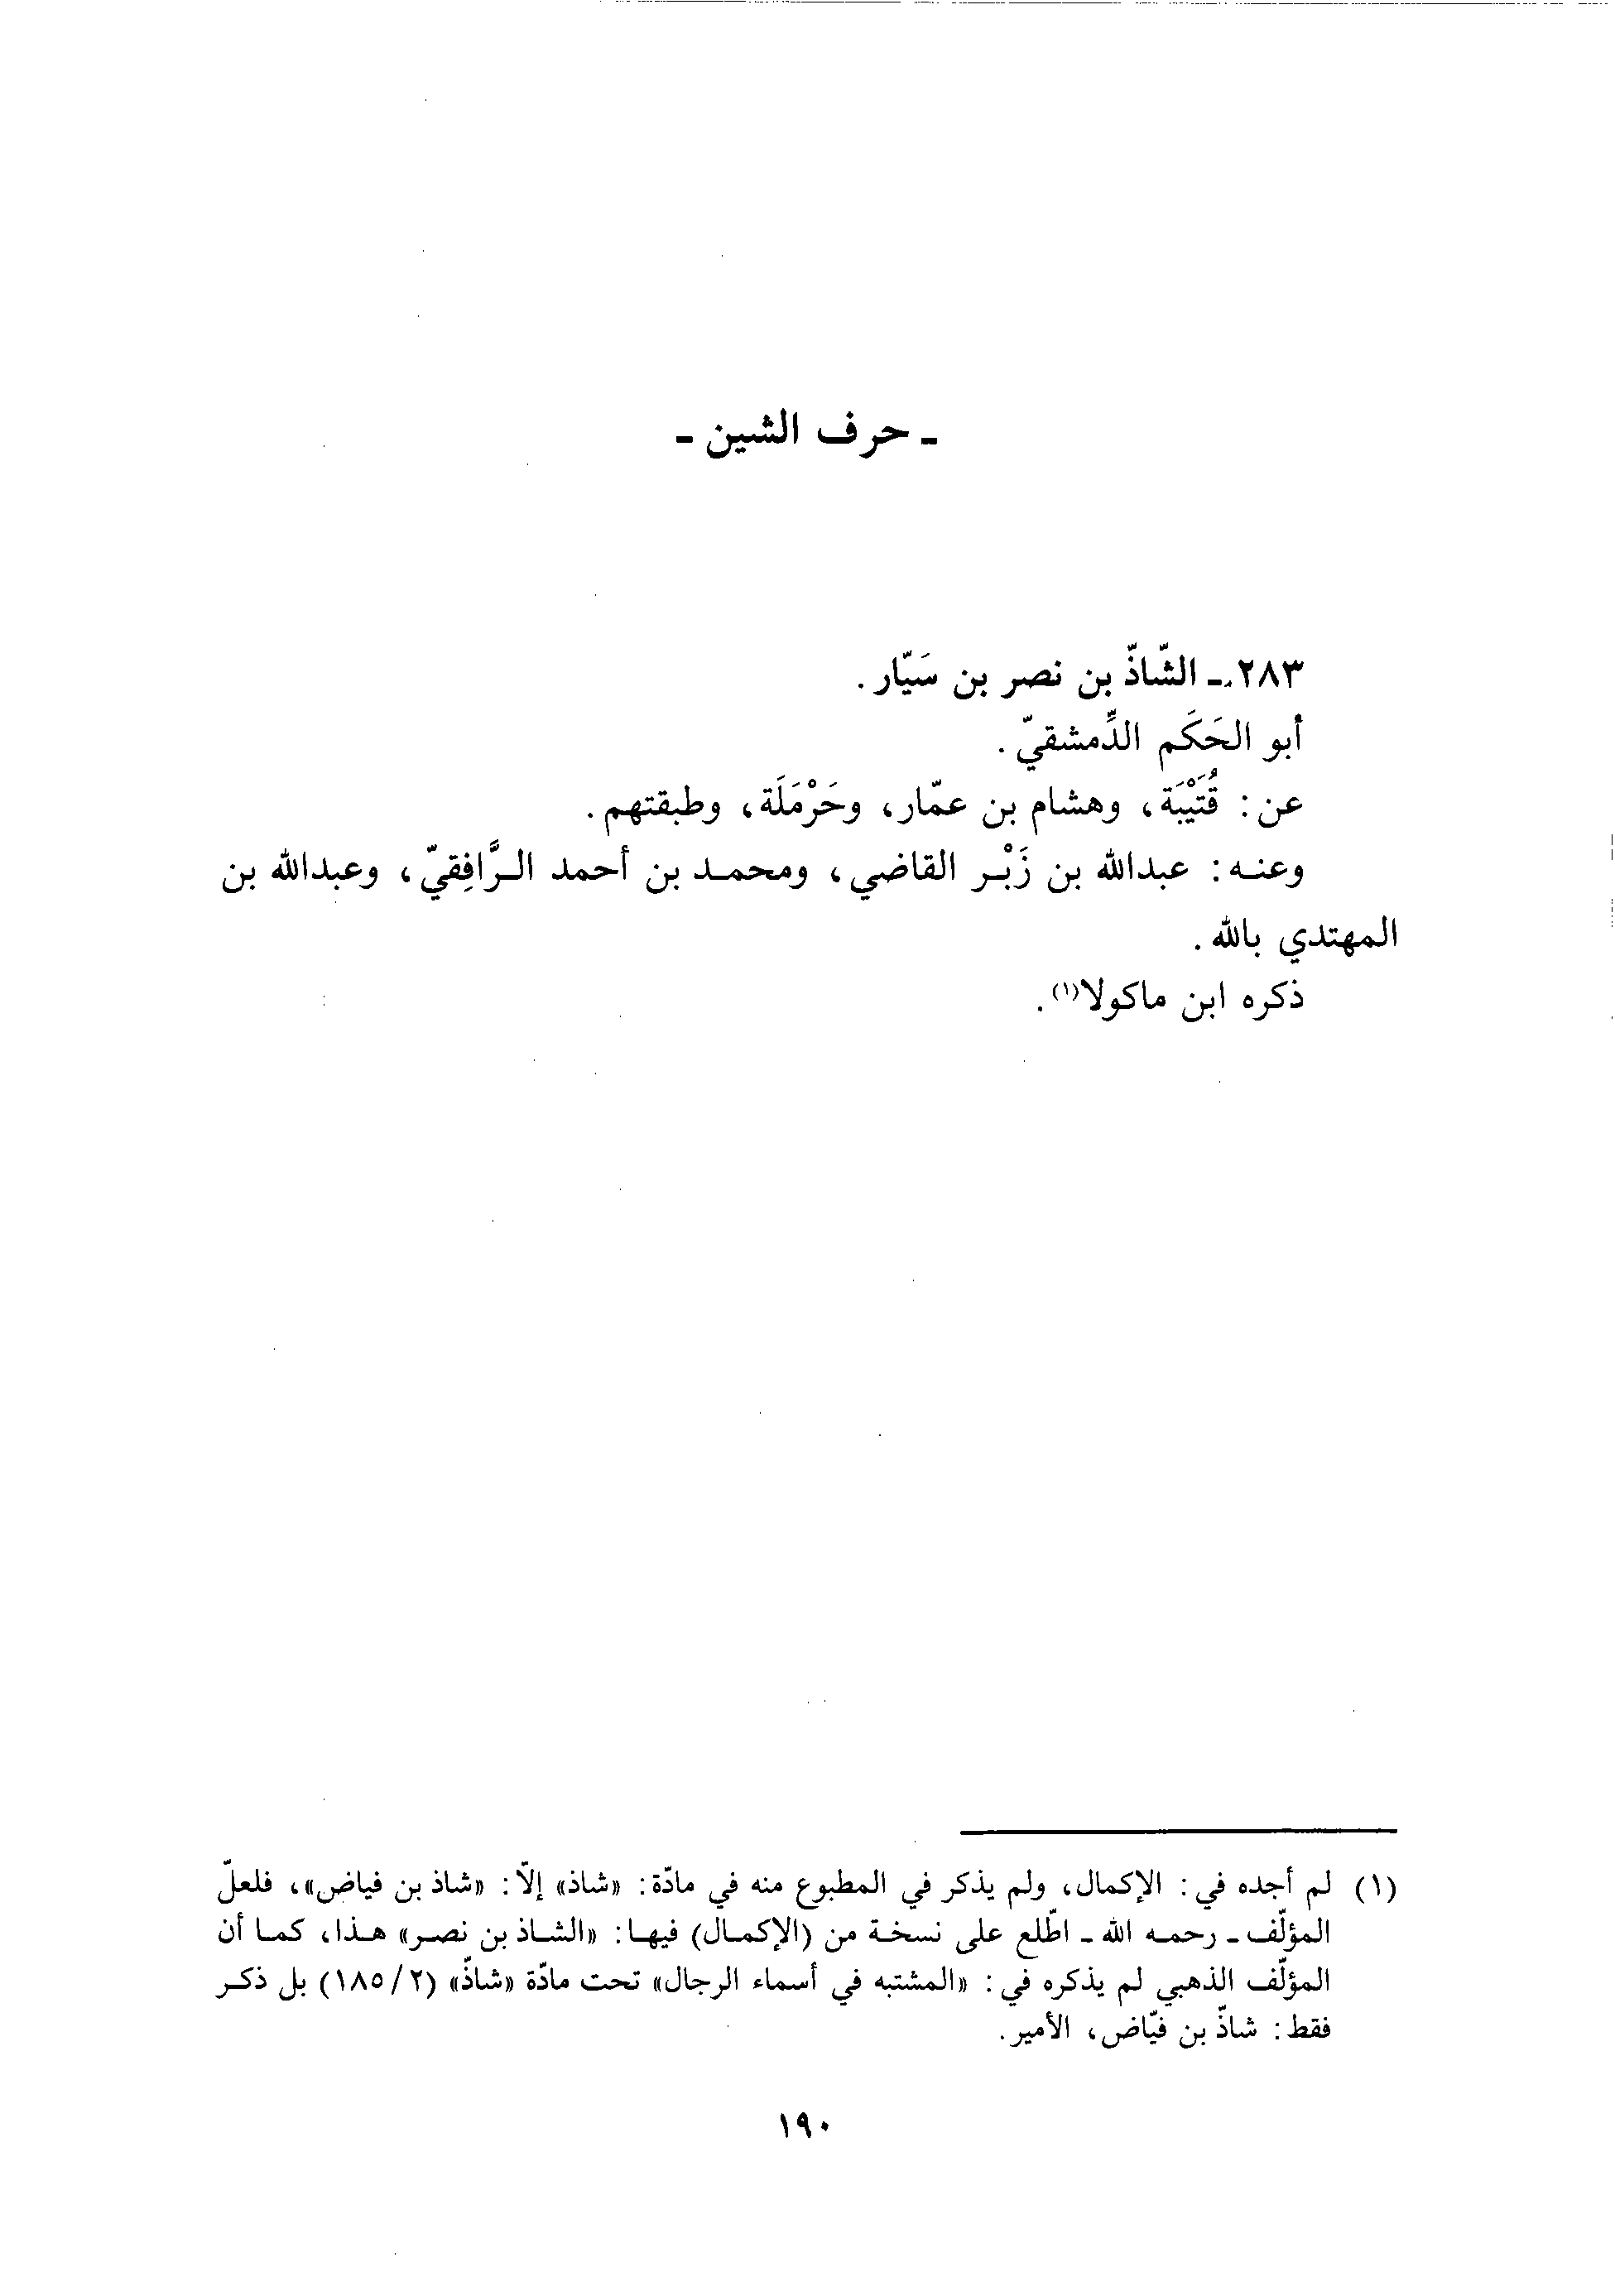 ـ حرف الشين ـ
٢٨٣ـ الشّاذّ بن نصر بن سَيّار.
أبو الحَكَم الدِّمشقيّ.
عن: قُتَيْبَة، وهشام بن عمّار، وحَرْمَلَة، وطبقتهم.
وعنه: عبدالله بن زَبْر القاضي، ومحمد بن أحمد الرَّافِقيّ، وعبدالله بن
المهتدي بالله.
ذكره ابن ماكولا(١).
(١) لم أجده في: الإكمال، ولم يذكر في المطبوع منه في مادّة: «شاذ» إلّا: «شاذ بن فياض»، فلعلّ
المؤلّف ـ رحمه الله ـ اطّلع على نسخة من (الإكمال) فيها: «الشاذ بن نصر» هذا، كما أن
المؤلّف الذهبي لم يذكره في: «المشتبه في أسماء الرجال» تحت مادّة «شاذّ» (٢/ ١٨٥) بل ذكر
فقط: شاذّ بن فيّاض، الأمير.
١٩٠